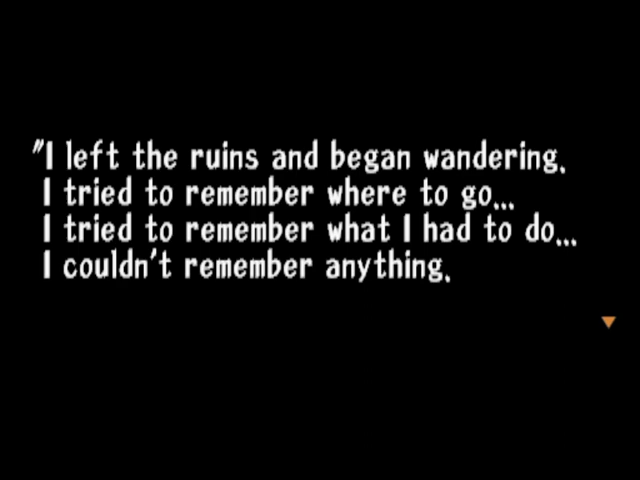 "I left the ruins and began wandering.
I tried to remember where to go...
I tried to remember what I had to do...
I couldn't remember anything.